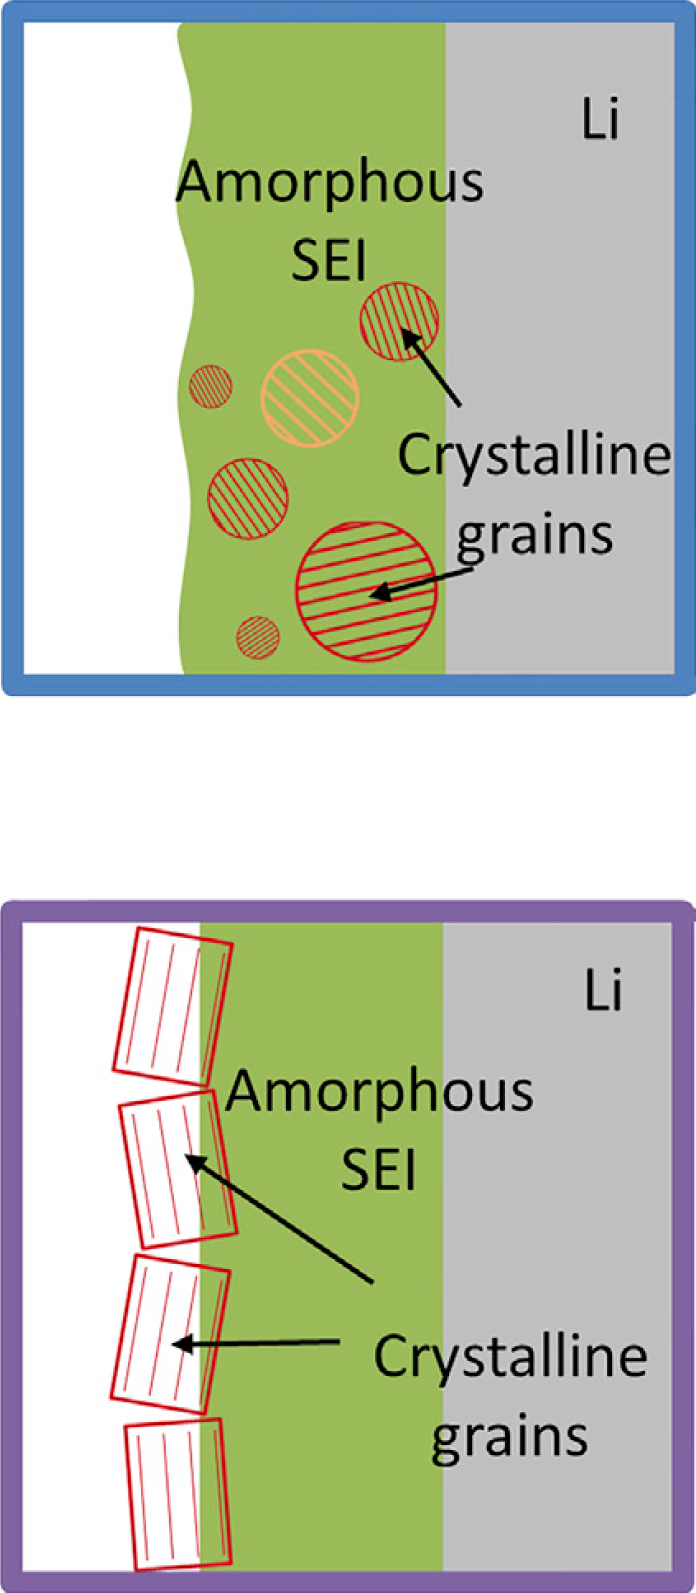 Li
Amorphous
SEI
Crystalline
grains
Li
Amorphous
SEI
Crystalline
grains